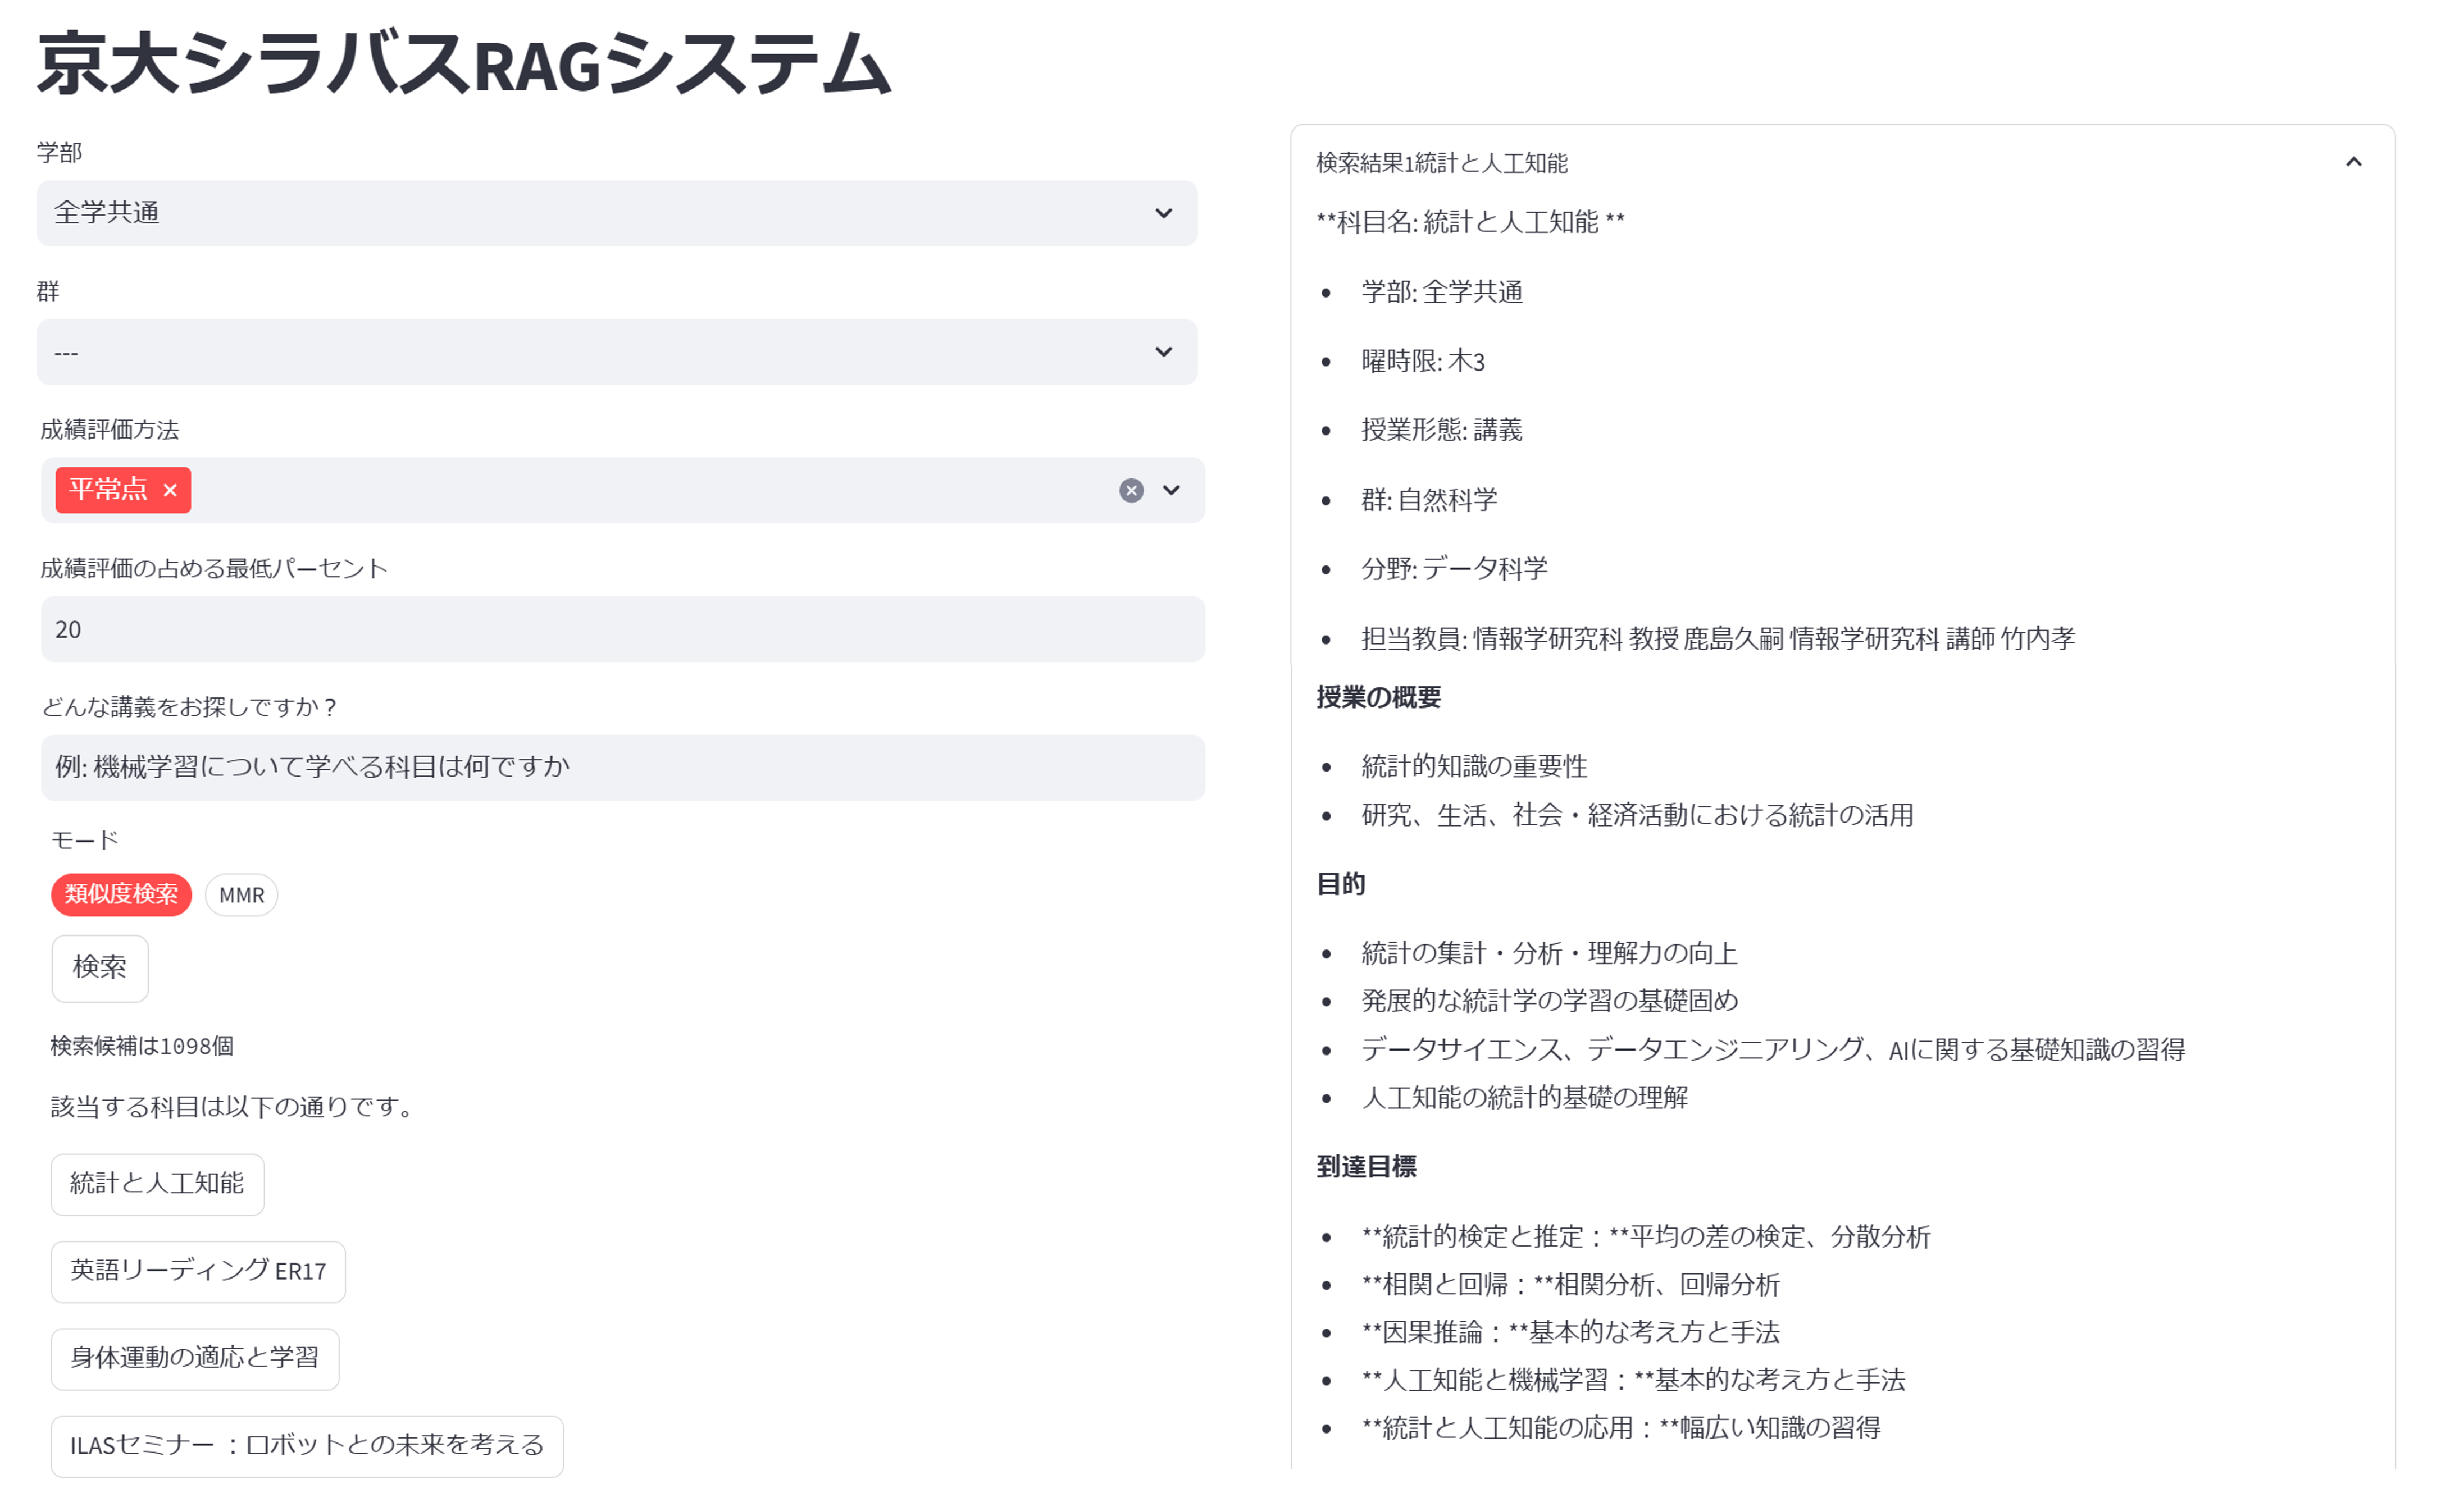 京大シラバスRAGシステム
学部
全学共通
群
---
成績評価方法
平常点 ×
成績評価の占める最低パーセント
20
どんな講義をお探しですか？
例: 機械学習について学べる科目は何ですか
モード
類似度検索 MMR
検索
検索候補は1098個
該当する科目は以下の通りです。
統計と人工知能
英語リーディング ER17
身体運動の適応と学習
ILASセミナー ：ロボットとの未来を考える
検索結果1統計と人工知能
**科目名: 統計と人工知能 **
• 学部: 全学共通
• 曜時限: 木3
• 授業形態: 講義
• 群: 自然科学
• 分野: データ科学
• 担当教員: 情報学研究科 教授 鹿島久嗣 情報学研究科 講師 竹内孝
授業の概要
• 統計的知識の重要性
• 研究、生活、社会・経済活動における統計の活用
目的
• 統計の集計・分析・理解力の向上
• 発展的な統計学の学習の基礎固め
• データサイエンス、データエンジニアリング、AIに関する基礎知識の習得
• 人工知能の統計的基礎の理解
到達目標
• **統計的検定と推定：**平均の差の検定、分散分析
• **相関と回帰：**相関分析、回帰分析
• **因果推論：**基本的な考え方と手法
• **人工知能と機械学習：**基本的な考え方と手法
• **統計と人工知能の応用：**幅広い知識の習得